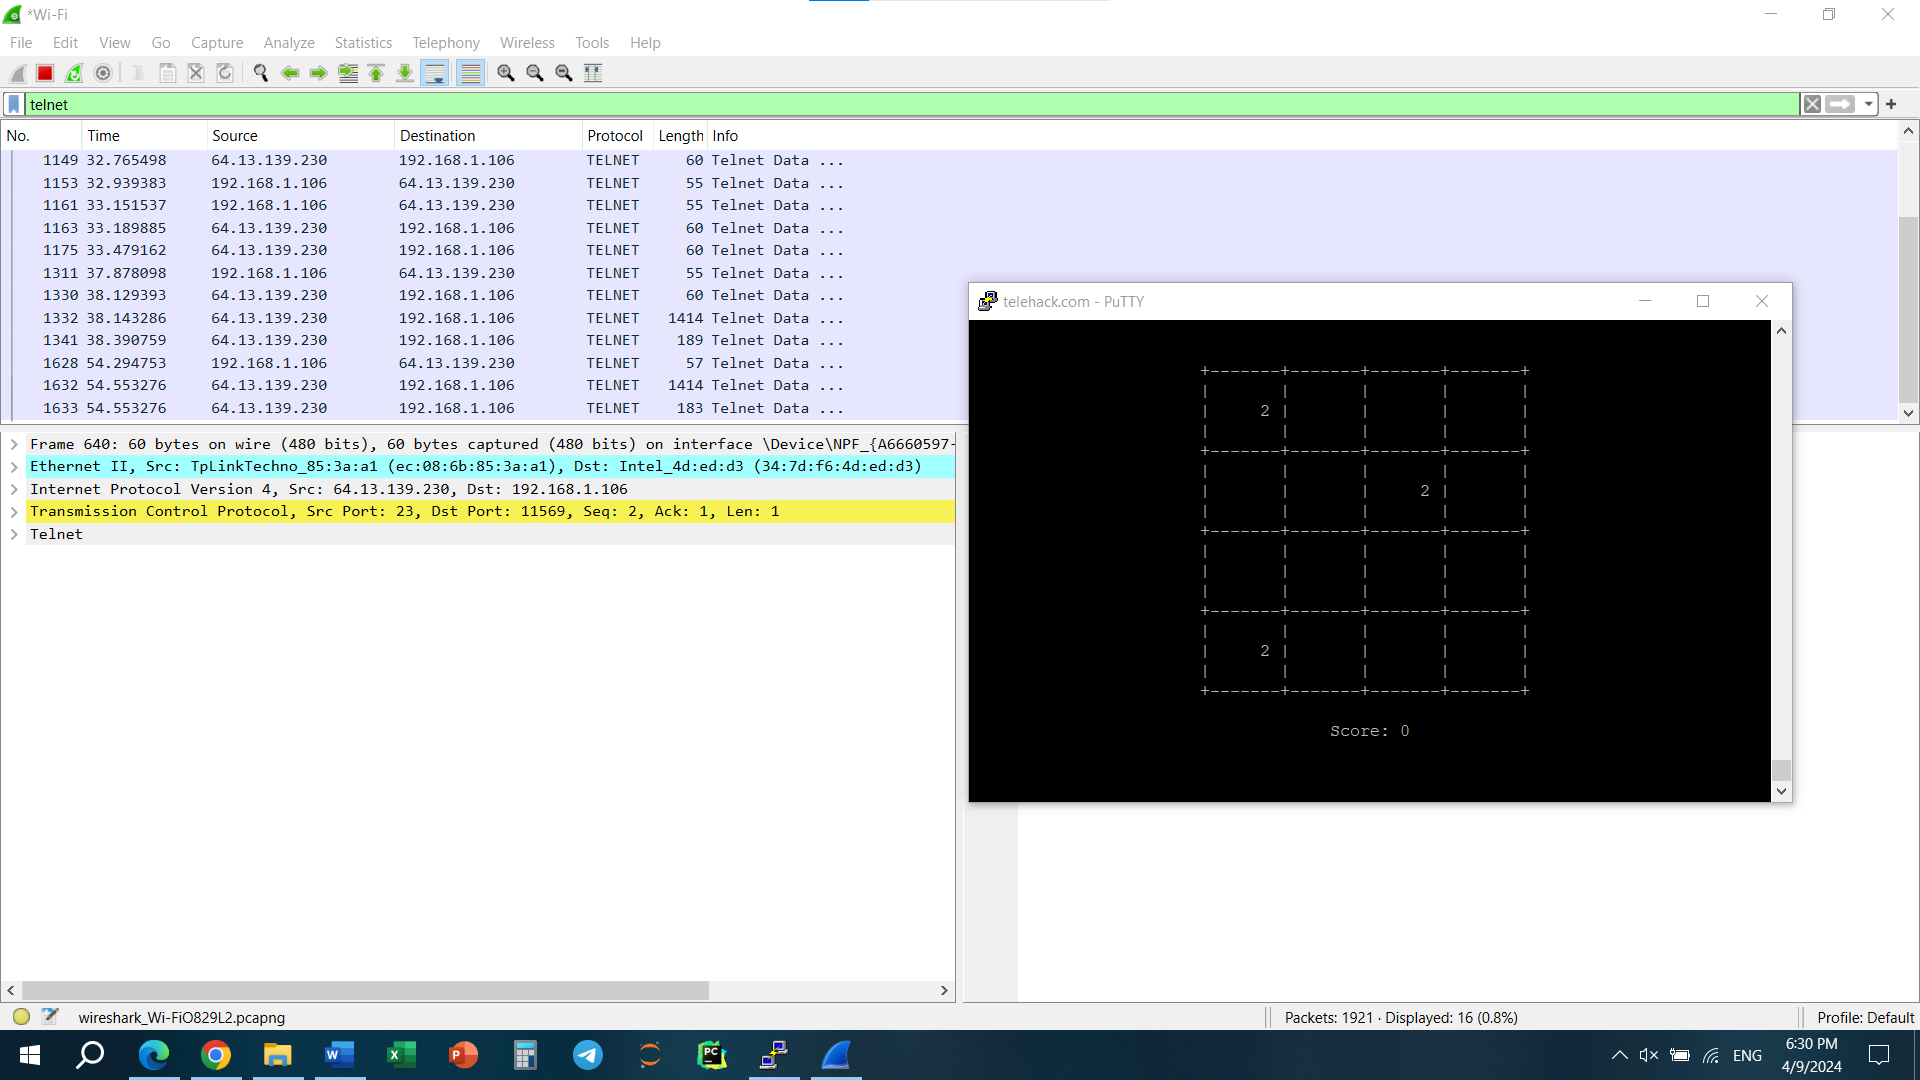 *Wi-Fi
File Edit View Go Capture Analyze Statistics Telephony Wireless Tools Help
telnet
No. Time Source Destination Protocol Length Info
1149 32.765498 64.13.139.230 192.168.1.106 TELNET 60 Telnet Data ...
1153 32.939383 192.168.1.106 64.13.139.230 TELNET 55 Telnet Data ...
1161 33.151537 192.168.1.106 64.13.139.230 TELNET 55 Telnet Data ...
1163 33.189885 64.13.139.230 192.168.1.106 TELNET 60 Telnet Data ...
1175 33.479162 64.13.139.230 192.168.1.106 TELNET 60 Telnet Data ...
1311 37.878098 192.168.1.106 64.13.139.230 TELNET 55 Telnet Data ...
1330 38.129393 64.13.139.230 192.168.1.106 TELNET 60 Telnet Data ...
1332 38.143286 64.13.139.230 192.168.1.106 TELNET 1414 Telnet Data ...
1341 38.390759 64.13.139.230 192.168.1.106 TELNET 189 Telnet Data ...
1628 54.294753 192.168.1.106 64.13.139.230 TELNET 57 Telnet Data ...
1632 54.553276 64.13.139.230 192.168.1.106 TELNET 1414 Telnet Data ...
1633 54.553276 64.13.139.230 192.168.1.106 TELNET 183 Telnet Data ...
Frame 640: 60 bytes on wire (480 bits), 60 bytes captured (480 bits) on interface \Device\NPF_{A6660597-
Ethernet II, Src: TpLinkTechno_85:3a:a1 (ec:08:6b:85:3a:a1), Dst: Intel_4d:ed:d3 (34:7d:f6:4d:ed:d3)
Internet Protocol Version 4, Src: 64.13.139.230, Dst: 192.168.1.106
Transmission Control Protocol, Src Port: 23, Dst Port: 11569, Seq: 2, Ack: 1, Len: 1
Telnet
telehack.com - PuTTY
+-------+-------+-------+-------+
|       |       |       |       |
|     2 |       |       |       |
|       |       |       |       |
+-------+-------+-------+-------+
|       |       |       |       |
|       |       |     2 |       |
|       |       |       |       |
+-------+-------+-------+-------+
|       |       |       |       |
|       |       |       |       |
|       |       |       |       |
+-------+-------+-------+-------+
|       |       |       |       |
|     2 |       |       |       |
|       |       |       |       |
+-------+-------+-------+-------+
Score: 0
wireshark_Wi-FiO829L2.pcapng
Packets: 1921 · Displayed: 16 (0.8%)
Profile: Default
ENG
6:30 PM
4/9/2024